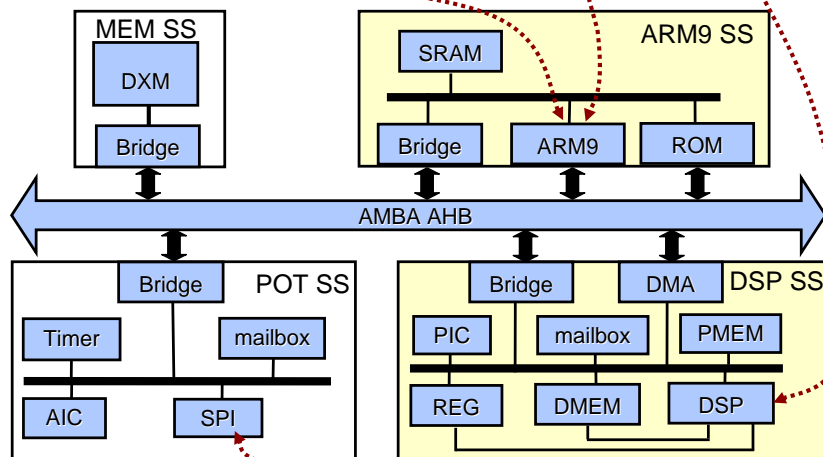 MEM SS
DXM
Bridge
ARM9 SS
SRAM
Bridge
ARM9
ROM
AMBA AHB
POT SS
Bridge
Timer
mailbox
AIC
SPI
DSP SS
Bridge
DMA
PIC
mailbox
PMEM
REG
DMEM
DSP